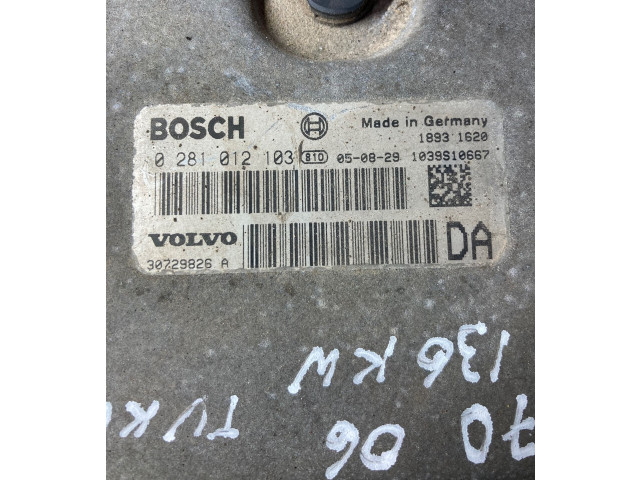 BOSCH Made in Germany
1893 1620
0 281 012 103 810 05-08-29 1039S10667
VOLVO DA
30729826 A
136 KW
70 06